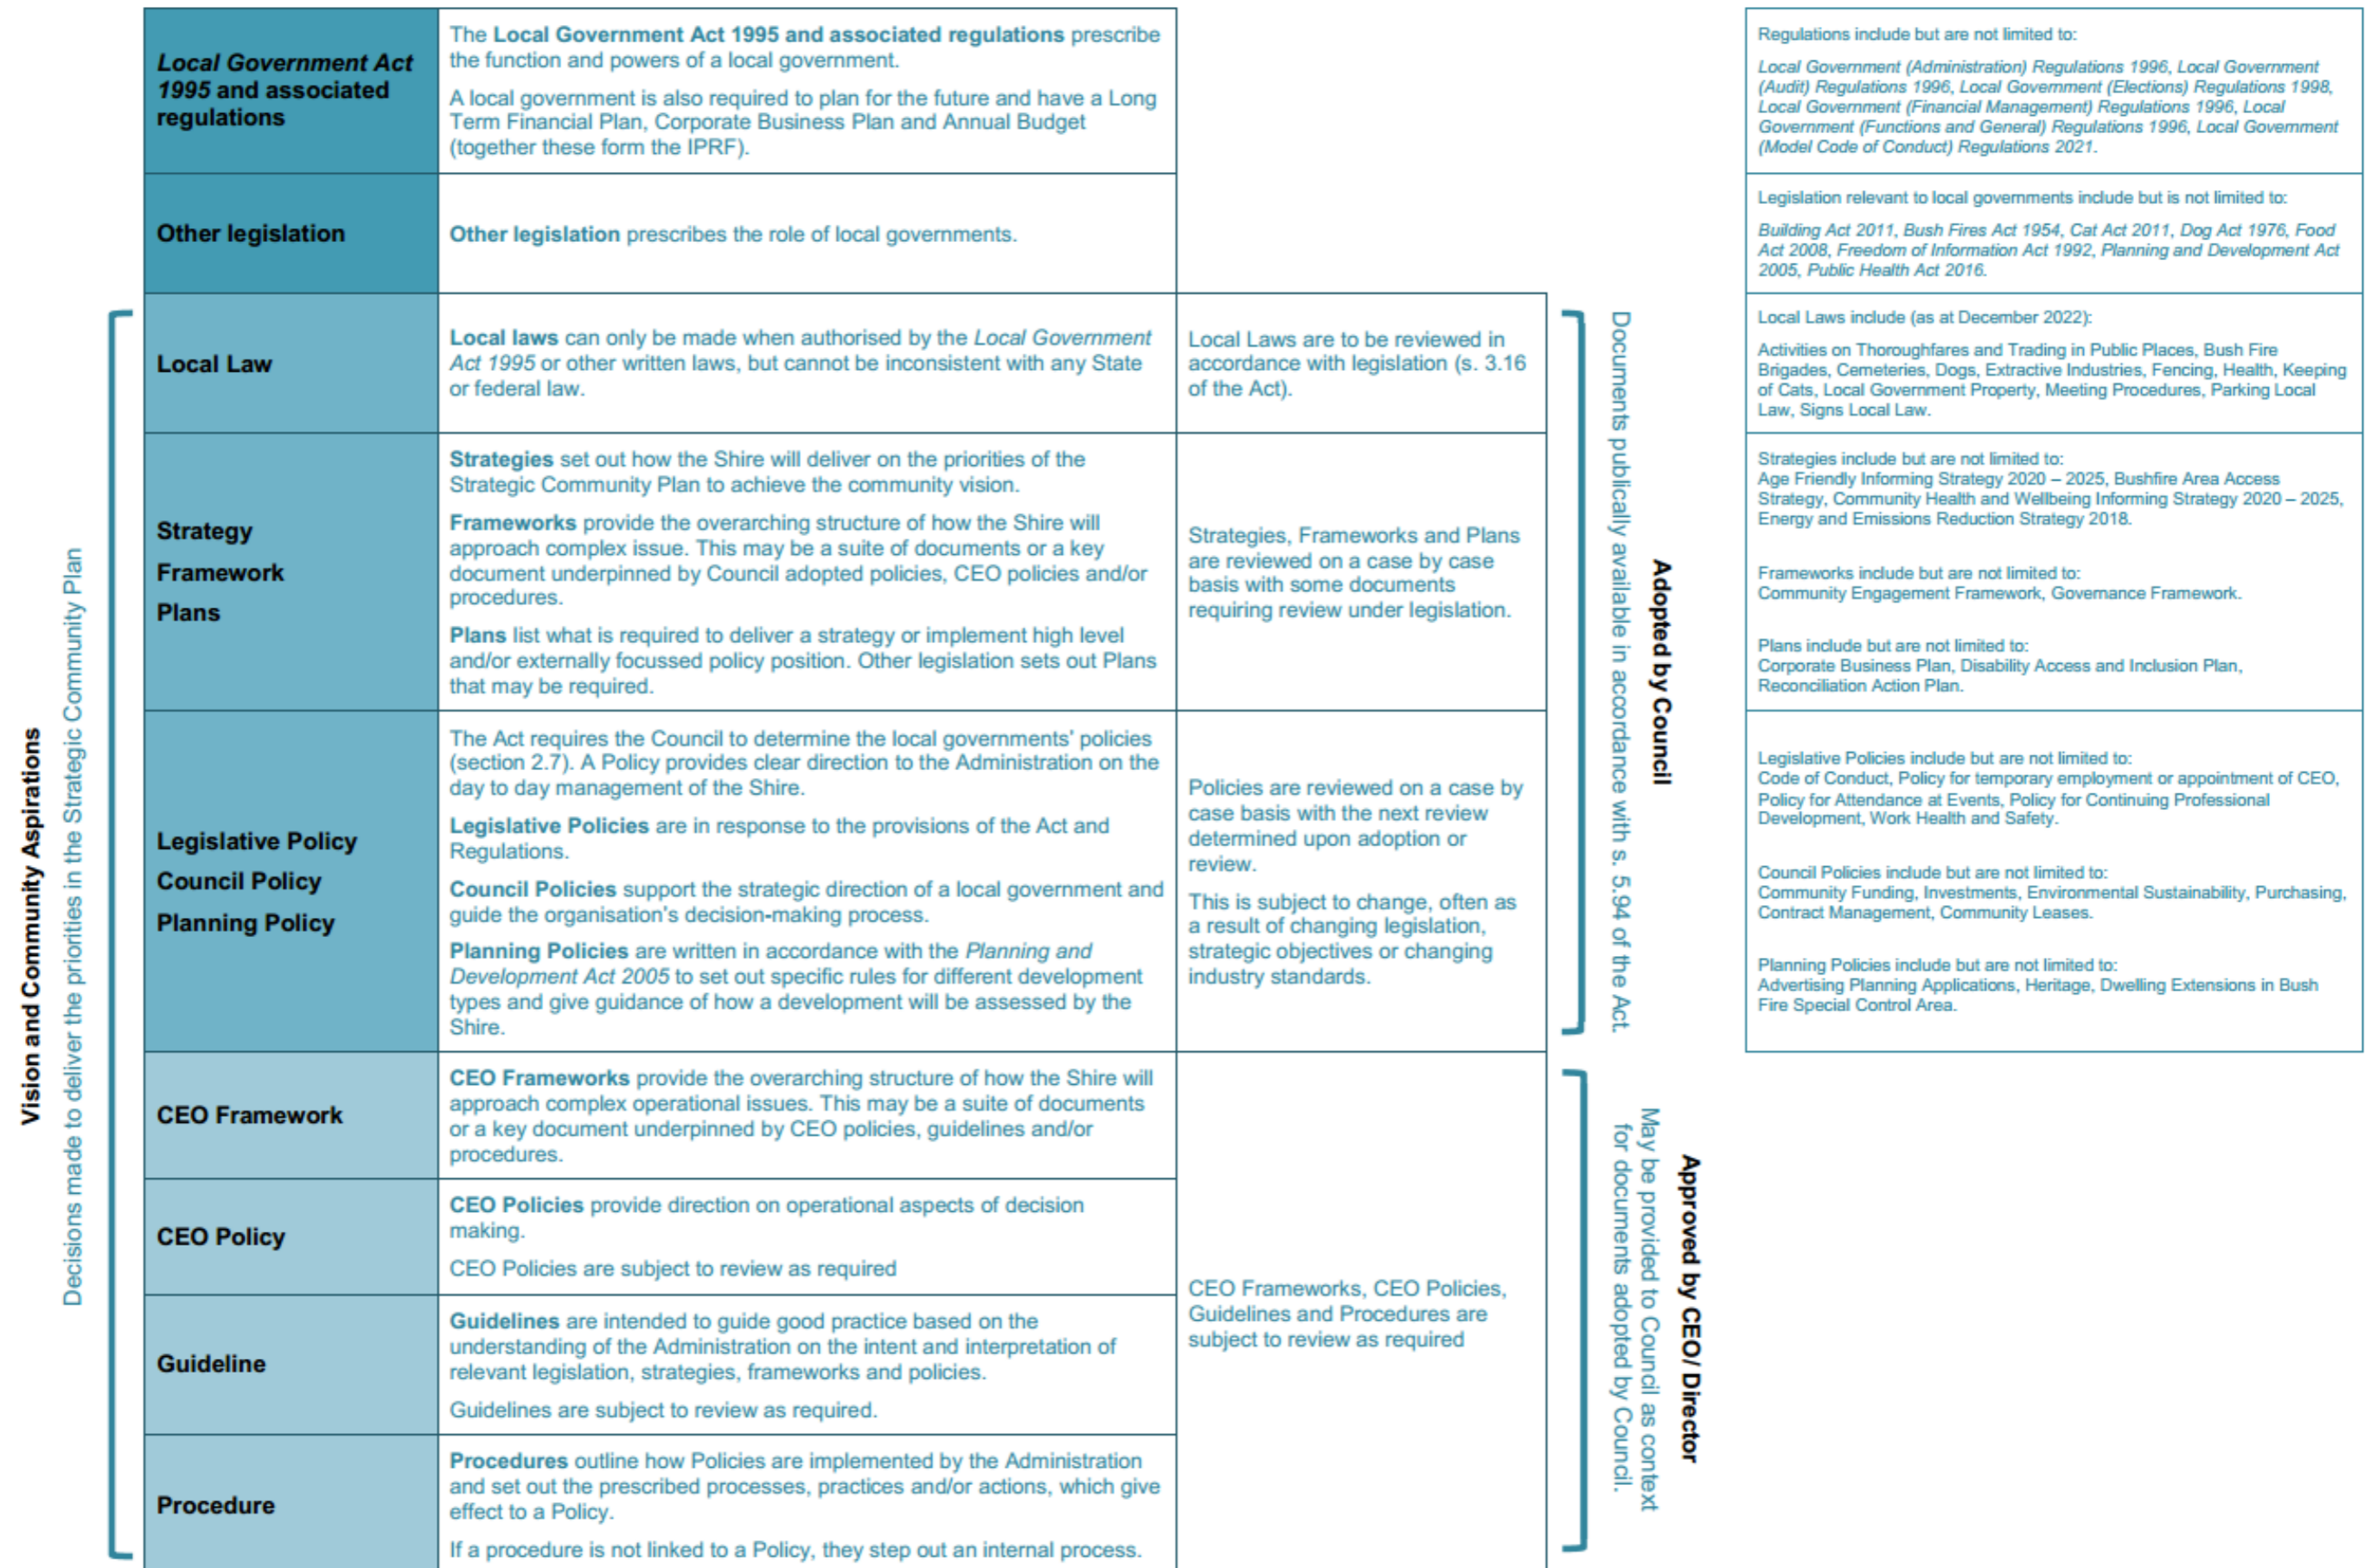 Vision and Community Aspirations
Decisions made to deliver the priorities in the Strategic Community Plan
Local Government Act
1995 and associated
regulations
The Local Government Act 1995 and associated regulations prescribe
the function and powers of a local government.
A local government is also required to plan for the future and have a Long
Term Financial Plan, Corporate Business Plan and Annual Budget
(together these form the IPRF).
Regulations include but are not limited to:
Local Government (Administration) Regulations 1996, Local Government
(Audit) Regulations 1996, Local Government (Elections) Regulations 1998,
Local Government (Financial Management) Regulations 1996, Local
Government (Functions and General) Regulations 1996, Local Government
(Model Code of Conduct) Regulations 2021.
Other legislation
Other legislation prescribes the role of local governments.
Legislation relevant to local governments include but is not limited to:
Building Act 2011, Bush Fires Act 1954, Cat Act 2011, Dog Act 1976, Food
Act 2008, Freedom of Information Act 1992, Planning and Development Act
2005, Public Health Act 2016.
Local Law
Local laws can only be made when authorised by the Local Government
Act 1995 or other written laws, but cannot be inconsistent with any State
or federal law.
Local Laws are to be reviewed in
accordance with legislation (s. 3.16
of the Act).
Local Laws include (as at December 2022):
Activities on Thoroughfares and Trading in Public Places, Bush Fire
Brigades, Cemeteries, Dogs, Extractive Industries, Fencing, Health, Keeping
of Cats, Local Government Property, Meeting Procedures, Parking Local
Law, Signs Local Law.
Strategy
Framework
Plans
Strategies set out how the Shire will deliver on the priorities of the
Strategic Community Plan to achieve the community vision.
Frameworks provide the overarching structure of how the Shire will
approach complex issue. This may be a suite of documents or a key
document underpinned by Council adopted policies, CEO policies and/or
procedures.
Plans list what is required to deliver a strategy or implement high level
and/or externally focussed policy position. Other legislation sets out Plans
that may be required.
Strategies, Frameworks and Plans
are reviewed on a case by case
basis with some documents
requiring review under legislation.
Strategies include but are not limited to:
Age Friendly Informing Strategy 2020 – 2025, Bushfire Area Access
Strategy, Community Health and Wellbeing Informing Strategy 2020 – 2025,
Energy and Emissions Reduction Strategy 2018.
Frameworks include but are not limited to:
Community Engagement Framework, Governance Framework.
Plans include but are not limited to:
Corporate Business Plan, Disability Access and Inclusion Plan,
Reconciliation Action Plan.
Legislative Policy
Council Policy
Planning Policy
The Act requires the Council to determine the local governments' policies
(section 2.7). A Policy provides clear direction to the Administration on the
day to day management of the Shire.
Legislative Policies are in response to the provisions of the Act and
Regulations.
Council Policies support the strategic direction of a local government and
guide the organisation's decision-making process.
Planning Policies are written in accordance with the Planning and
Development Act 2005 to set out specific rules for different development
types and give guidance of how a development will be assessed by the
Shire.
Policies are reviewed on a case by
case basis with the next review
determined upon adoption or
review.
This is subject to change, often as
a result of changing legislation,
strategic objectives or changing
industry standards.
Legislative Policies include but are not limited to:
Code of Conduct, Policy for temporary employment or appointment of CEO,
Policy for Attendance at Events, Policy for Continuing Professional
Development, Work Health and Safety.
Council Policies include but are not limited to:
Community Funding, Investments, Environmental Sustainability, Purchasing,
Contract Management, Community Leases.
Planning Policies include but are not limited to:
Advertising Planning Applications, Heritage, Dwelling Extensions in Bush
Fire Special Control Area.
Documents publically available in accordance with s. 5.94 of the Act.
Adopted by Council
CEO Framework
CEO Frameworks provide the overarching structure of how the Shire will
approach complex operational issues. This may be a suite of documents
or a key document underpinned by CEO policies, guidelines and/or
procedures.
CEO Policy
CEO Policies provide direction on operational aspects of decision
making.
CEO Policies are subject to review as required
Guideline
Guidelines are intended to guide good practice based on the
understanding of the Administration on the intent and interpretation of
relevant legislation, strategies, frameworks and policies.
Guidelines are subject to review as required.
Procedure
Procedures outline how Policies are implemented by the Administration
and set out the prescribed processes, practices and/or actions, which give
effect to a Policy.
If a procedure is not linked to a Policy, they step out an internal process.
CEO Frameworks, CEO Policies,
Guidelines and Procedures are
subject to review as required
May be provided to Council as context
for documents adopted by Council.
Approved by CEO/ Director